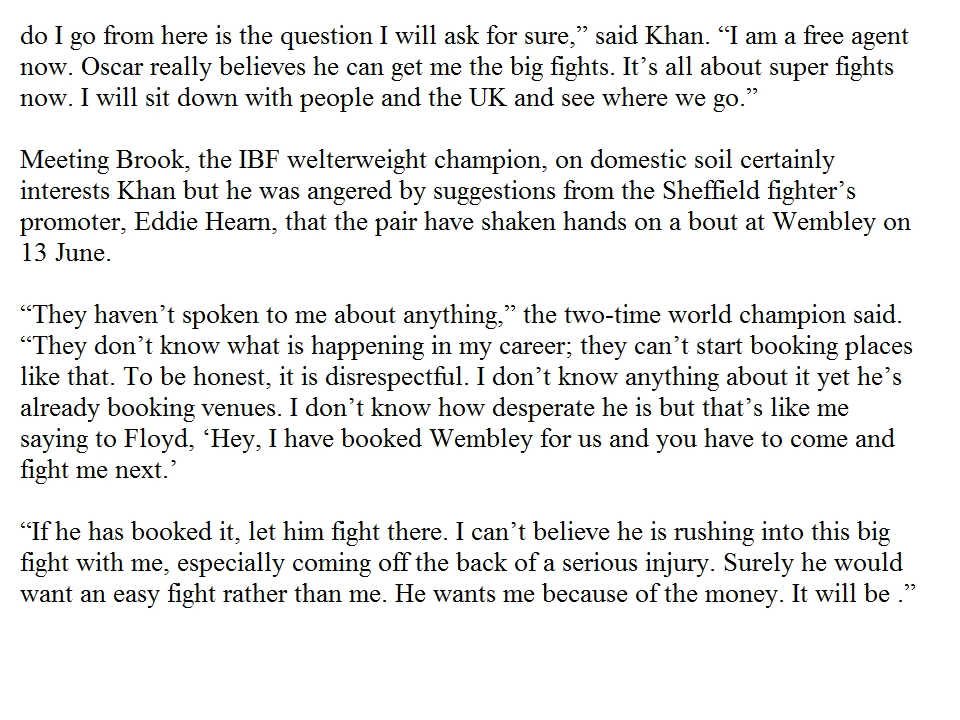 do I go from here is the question I will ask for sure,” said Khan. “I am a free agent
now. Oscar really believes he can get me the big fights. It’s all about super fights
now. I will sit down with people and the UK and see where we go.”
Meeting Brook, the IBF welterweight champion, on domestic soil certainly
interests Khan but he was angered by suggestions from the Sheffield fighter’s
promoter, Eddie Hearn, that the pair have shaken hands on a bout at Wembley on
13 June.
“They haven’t spoken to me about anything,” the two-time world champion said.
“They don’t know what is happening in my career; they can’t start booking places
like that. To be honest, it is disrespectful. I don’t know anything about it yet he’s
already booking venues. I don’t know how desperate he is but that’s like me
saying to Floyd, ‘Hey, I have booked Wembley for us and you have to come and
fight me next.’
“If he has booked it, let him fight there. I can’t believe he is rushing into this big
fight with me, especially coming off the back of a serious injury. Surely he would
want an easy fight rather than me. He wants me because of the money. It will be .”